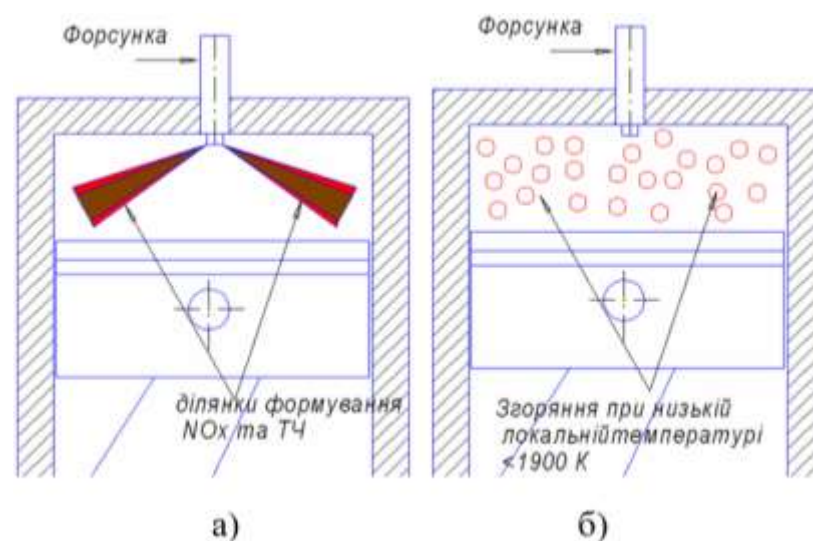 Форсунка
ділянки формування
NOx та ТЧ
а)
Форсунка
Згоряння при низькій
локальнійтемпературі
<1900 К
б)